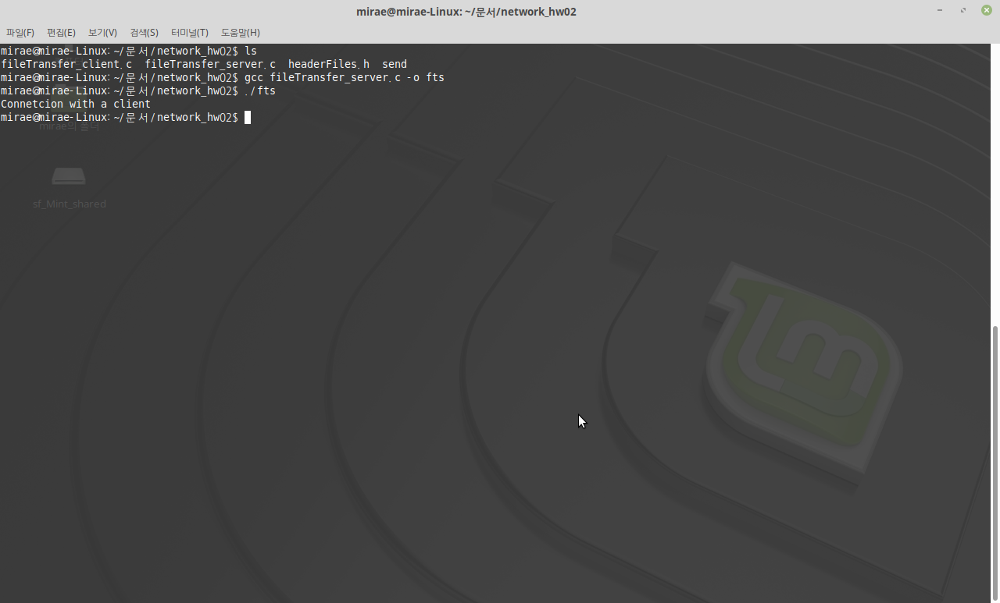 mirae@mirae-Linux: ~/문서/network_hw02
파일(F) 편집(E) 보기(V) 검색(S) 터미널(T) 도움말(H)
mirae@mirae-Linux:~/문서/network_hw02$ ls
fileTransfer_client.c fileTransfer_server.c headerFiles.h send
mirae@mirae-Linux:~/문서/network_hw02$ gcc fileTransfer_server.c -o fts
mirae@mirae-Linux:~/문서/network_hw02$ ./fts
Connetcion with a client
mirae@mirae-Linux:~/문서/network_hw02$
mirae의 폴더
sf_Mint_shared